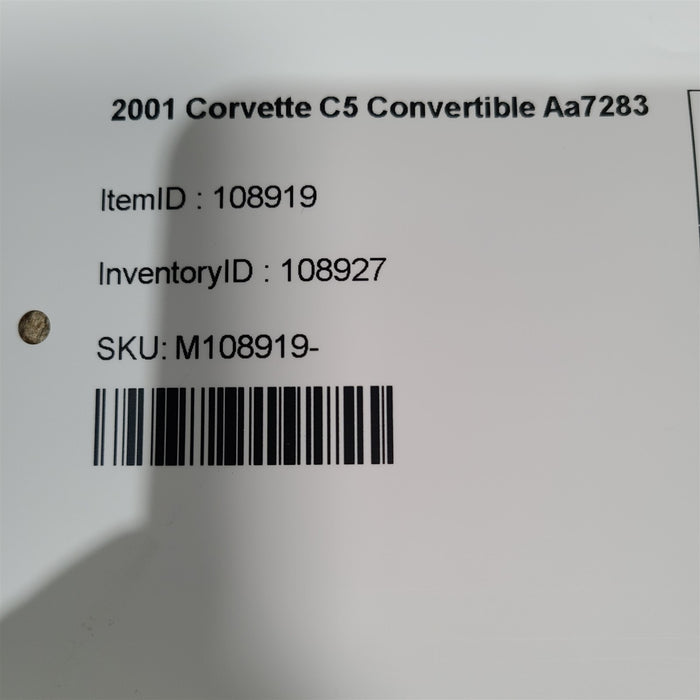 2001 Corvette C5 Convertible Aa7283
ItemID : 108919
InventoryID : 108927
SKU: M108919-